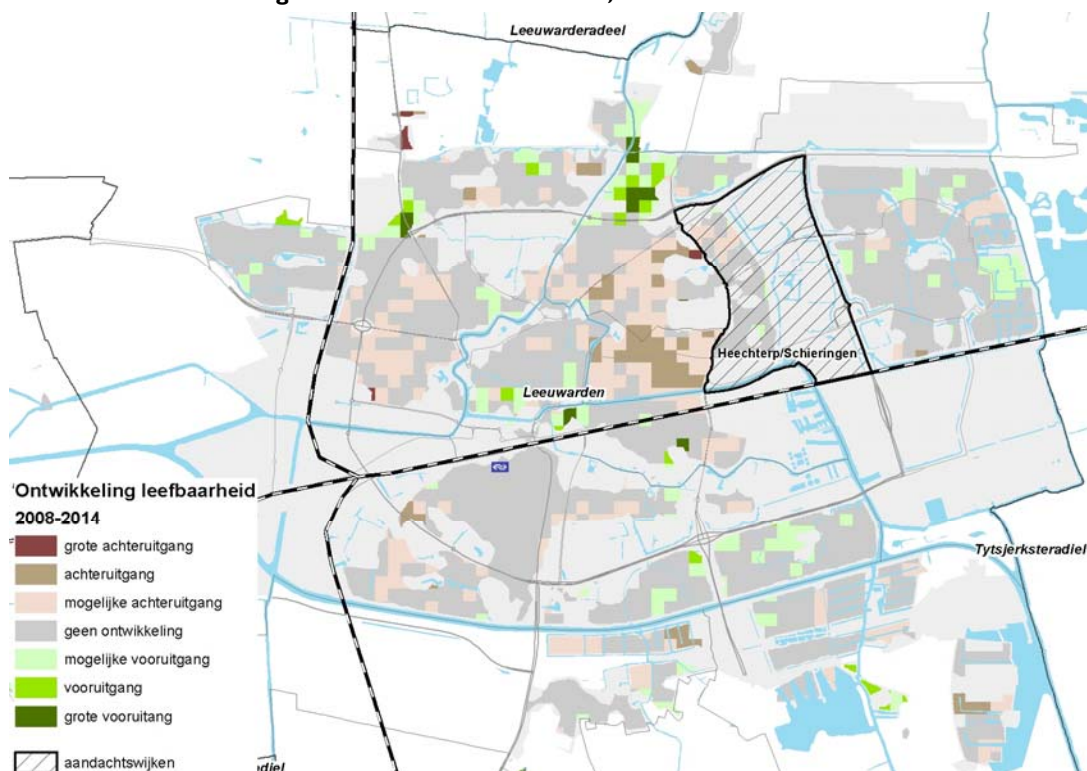 Leeuwarderadeel
Heechterp/Schieringen
Leeuwarden
Ontwikkeling leefbaarheid
2008-2014
grote achteruitgang
achteruitgang
mogelijke achteruitgang
geen ontwikkeling
mogelijke vooruitgang
vooruitgang
grote vooruitang
aandachtswijken
Tytsjerksteradiel